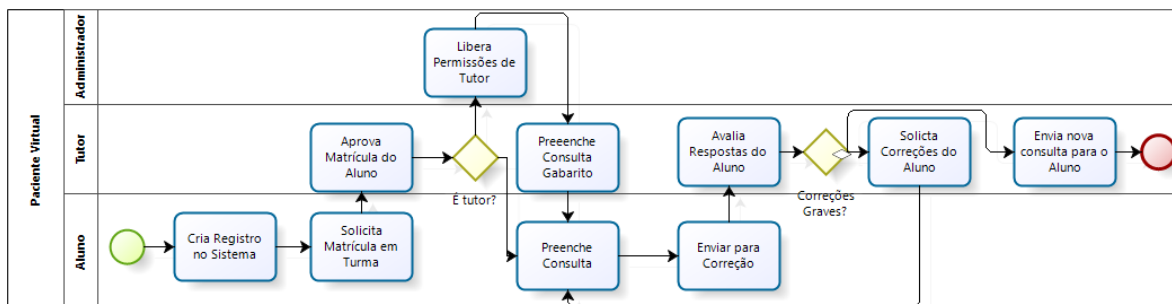 Paciente Virtual
Administrador
Libera
Permissões de
Tutor
Tutor
Aprova
Matrícula do
Aluno
É tutor?
Preeenche
Consulta
Gabarito
Avalia
Respostas do
Aluno
Correções
Graves?
Solicta
Correções do
Aluno
Envia nova
consulta para o
Aluno
Aluno
Cria Registro
no Sistema
Solicita
Matrícula em
Turma
Preenche
Consulta
Enviar para
Correção